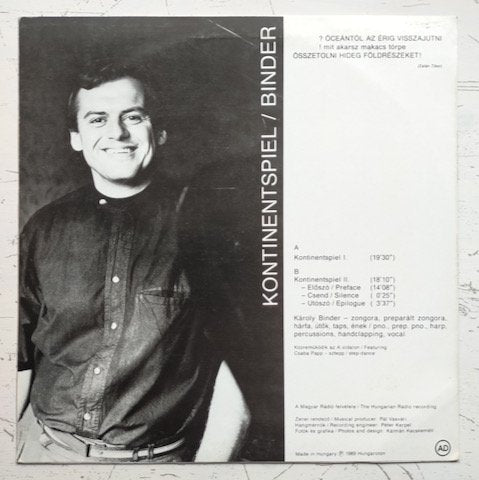 KONTINENTSPIEL / BINDER
? ÓCEÁNTÓL AZ ÉRIG VISSZAJUTNI
! mit akarsz makacs törpe
ÖSSZETOLNI HIDEG FÖLDRÉSZEKET!
(Zalán Tibor)
A
Kontinentspiel I. (19'30")
B
Kontinentspiel II. (18'10")
– Előszó / Preface (14'08")
– Csend / Silence ( 0'25")
– Utószó / Epilogue ( 3'37")
Károly Binder – zongora, preparált zongora,
hárfa, ütők, taps, ének / pno., prep. pno., harp,
percussions, handclapping, vocal
Közreműködik az A oldalon / Featuring
Csaba Papp – sztepp / step-dance
A Magyar Rádió felvétele · The Hungarian Radio recording
Zenei rendező / Musical producer: Pál Vasvári
Hangmérnök / Recording engineer: Péter Kerpel
Fotós és grafika / Photos and design: Kálmán Kecskeméti
Made in Hungary ℗ 1989 Hungaroton
AD